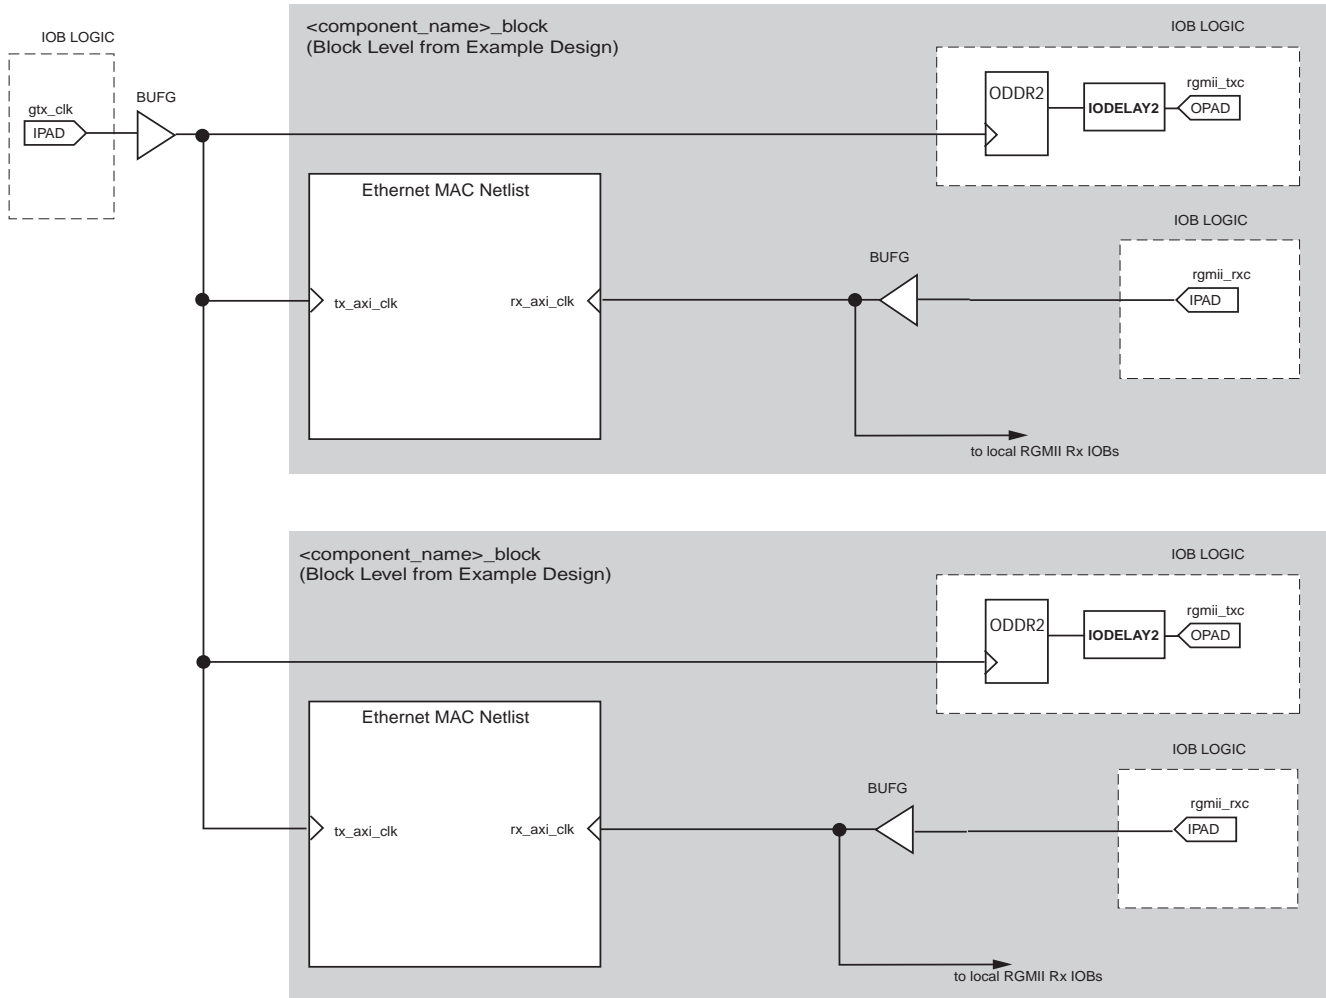 IOB LOGIC
gtx_clk
IPAD
BUFG
<component_name>_block
(Block Level from Example Design)
IOB LOGIC
ODDR2
IODELAY2
rgmii_txc
OPAD
Ethernet MAC Netlist
tx_axi_clk
rx_axi_clk
BUFG
IOB LOGIC
rgmii_rxc
IPAD
to local RGMII Rx IOBs
<component_name>_block
(Block Level from Example Design)
IOB LOGIC
ODDR2
IODELAY2
rgmii_txc
OPAD
Ethernet MAC Netlist
tx_axi_clk
rx_axi_clk
BUFG
IOB LOGIC
rgmii_rxc
IPAD
to local RGMII Rx IOBs